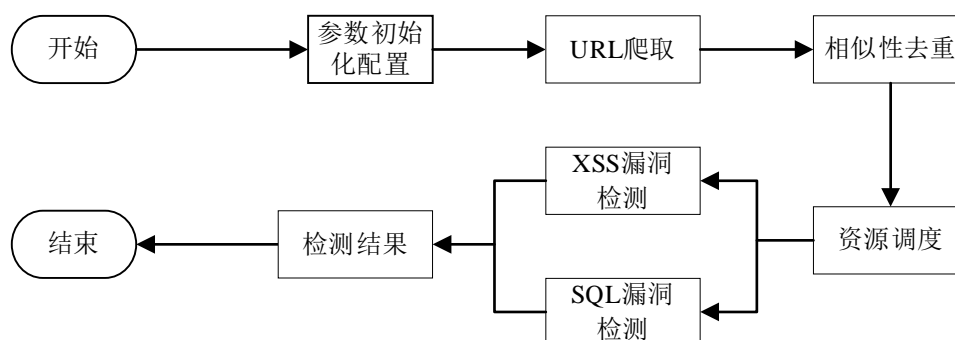 开始
参数初始
化配置
URL爬取
相似性去重
XSS漏洞
检测
结束
检测结果
资源调度
SQL漏洞
检测